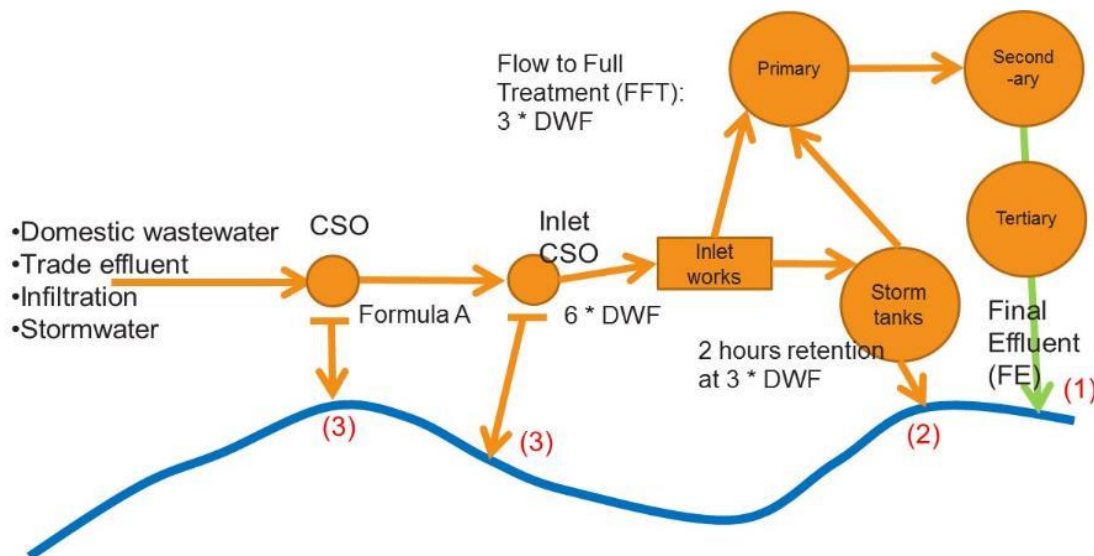 •Domestic wastewater
•Trade effluent
•Infiltration
•Stormwater
CSO
Formula A
(3)
Inlet
CSO
6 * DWF
(3)
Inlet
works
Flow to Full
Treatment (FFT):
3 * DWF
Primary
Second
-ary
Tertiary
Storm
tanks
2 hours retention
at 3 * DWF
(2)
Final
Effluent
(FE)
(1)